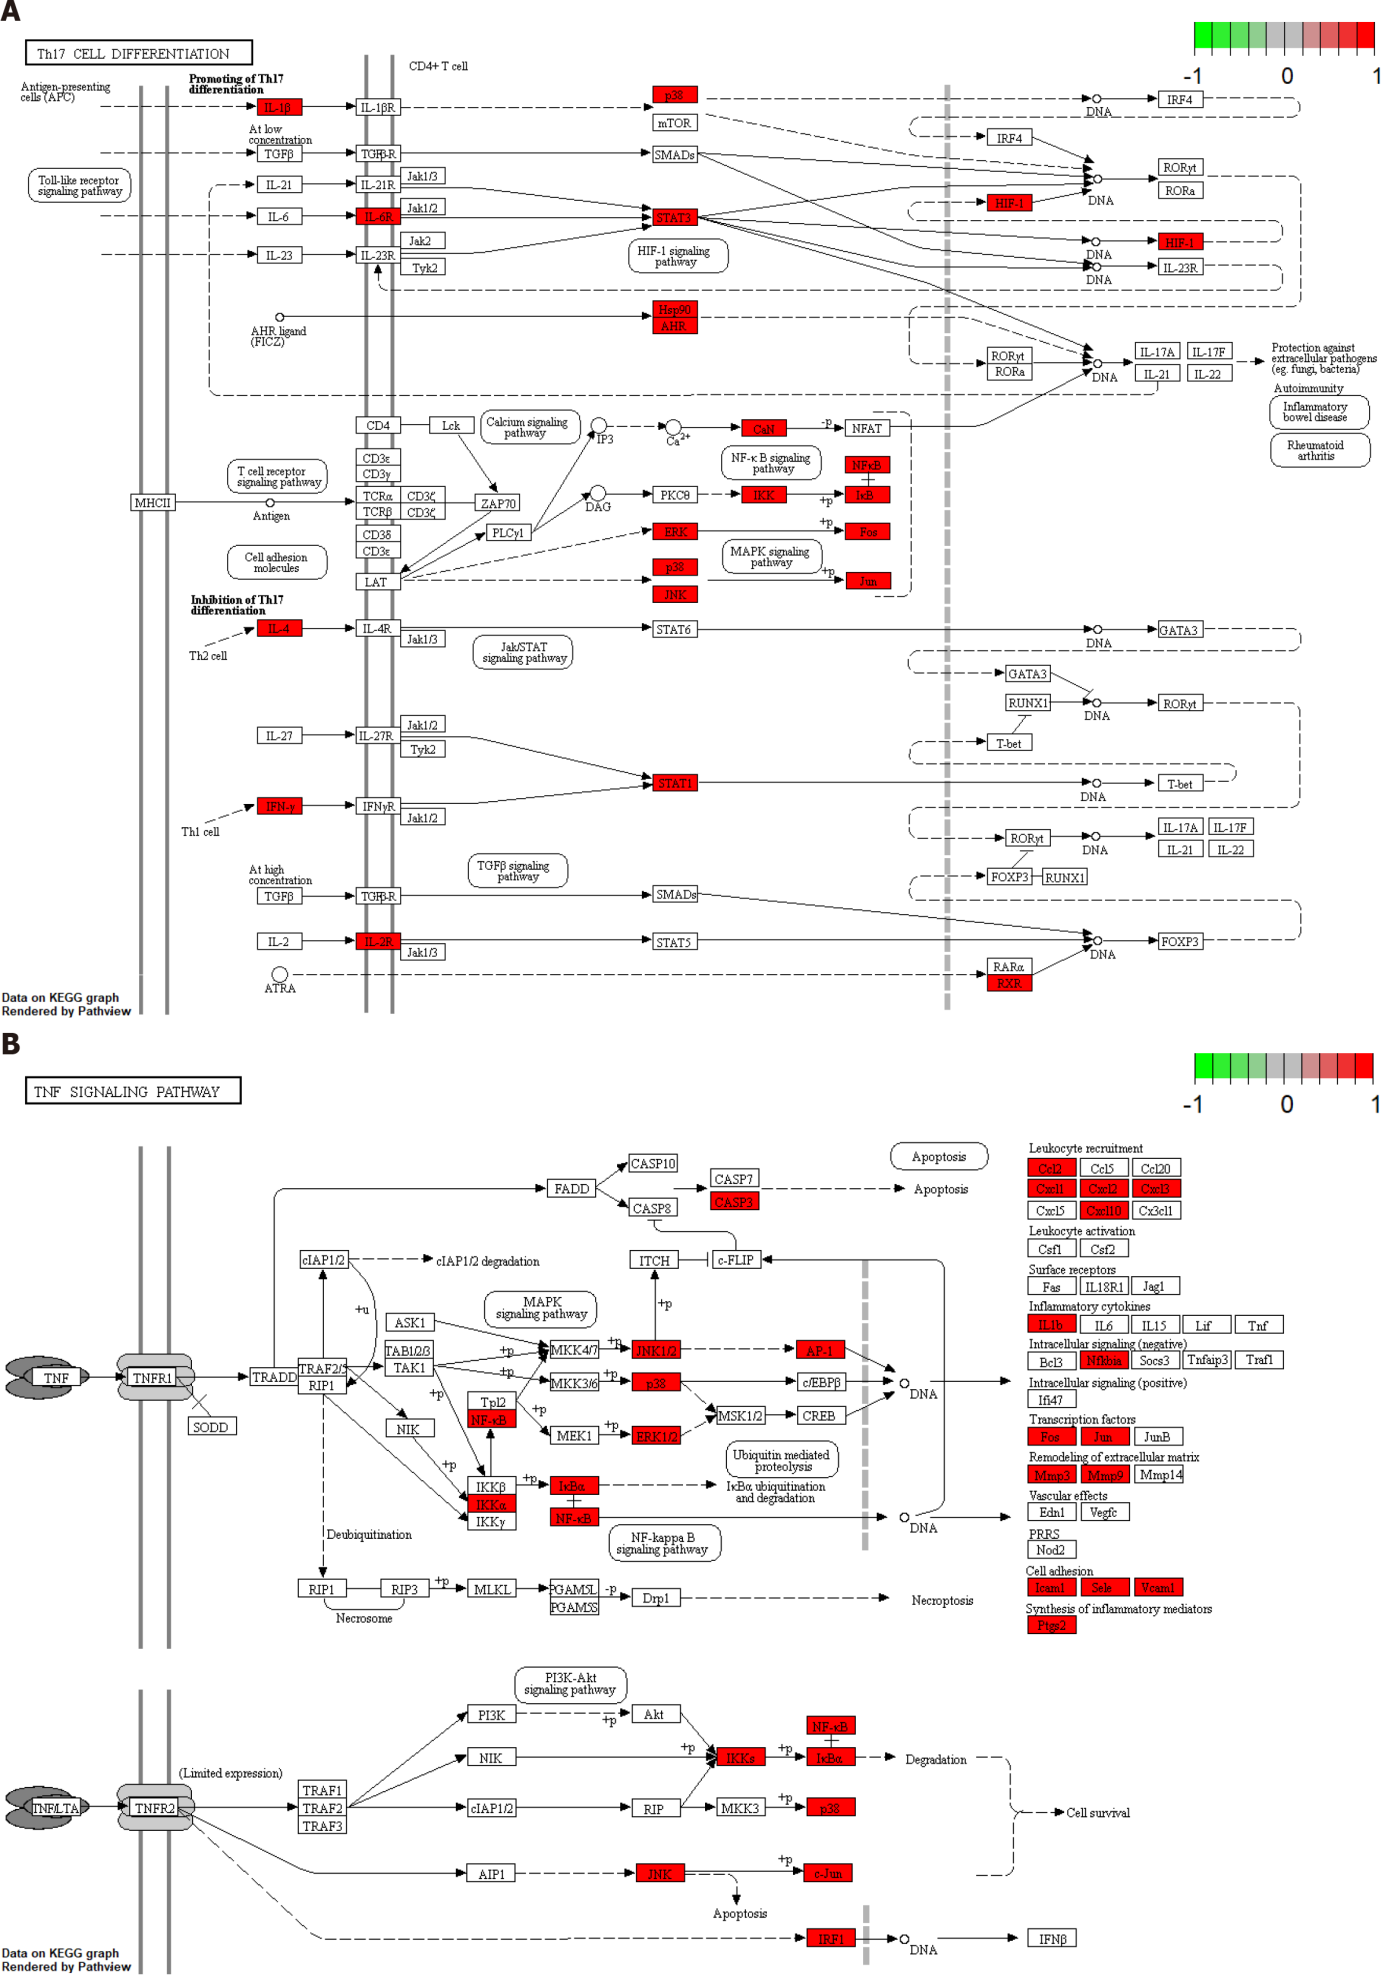 A
Th17 CELL DIFFERENTIATION
-1 0 1
CD4+ T cell
Antigen-presenting
cells (APC)
Promoting of Th17
differentiation
IL-1β IL-1βR p38 DNA IRF4
mTOR
IRF4
At low
concentration
TGFβ TGFβ-R SMADs
RORγt
RORa
DNA
Toll-like receptor
signaling pathway
IL-21 IL-21R Jak1/3
IL-6 IL-6R Jak1/2 STAT3 HIF-1
HIF-1 signaling
pathway
IL-23 IL-23R Jak2
Tyk2
DNA HIF-1
DNA IL-23R
AHR ligand
(FICZ)
Hsp90
AHR
RORγt
RORa
DNA
IL-17A IL-17F
IL-21 IL-22
Protection against
extracellular pathogens
(eg. fungi, bacteria)
Autoimmunity
Inflammatory
bowel disease
Rheumatoid
arthritis
CD4 Lck
Calcium signaling
pathway
IP3 Ca2+ CaN -p NFAT
CD3ε
CD3γ
T cell receptor
signaling pathway
NF-κ B signaling
pathway
NFκB
MHCII Antigen
TCRα CD3ζ
TCRβ CD3ζ
ZAP70 DAG PKCθ IKK +p IκB
CD3δ
CD3ε
PLCγ1 ERK +p Fos
Cell adhesion
molecules
MAPK signaling
pathway
LAT p38
JNK
+p Jun
Inhibition of Th17
differentiation
IL-4 IL-4R Jak1/3 STAT6 DNA GATA3
Th2 cell
Jak/STAT
signaling pathway
GATA3
RUNX1 DNA RORγt
T-bet
IL-27 IL-27R Jak1/2
Tyk2
STAT1 DNA T-bet
IFN-γ IFNγR Jak1/2
Th1 cell
RORγt DNA
IL-17A IL-17F
IL-21 IL-22
FOXP3 RUNX1
At high
concentration
TGFβ TGFβ-R SMADs
TGFβ signaling
pathway
IL-2 IL-2R Jak1/3 STAT5 DNA FOXP3
ATRA RARα
RXR
Data on KEGG graph
Rendered by Pathview
B
TNF SIGNALING PATHWAY
-1 0 1
FADD CASP10
CASP8
CASP7
CASP3
Apoptosis
Apoptosis
cIAP1/2 cIAP1/2 degradation
ITCH c-FLIP
+u +p
MAPK
signaling pathway
ASK1
TAB1/2/3
TAK1
+p MKK4/7 +p JNK1/2 AP-1
+p MKK3/6 +p p38 c/EBPβ DNA
TNF TNFR1 TRADD TRAF2/5
RIP1
SODD
NIK
+p
Tpl2
NF-κB
+p MEK1 +p ERK1/2 MSK1/2 CREB
+p
IKKβ
IKKα
IKKγ
+p IκBα
NF-κB
Ubiquitin mediated
proteolysis
IκBα ubiquitination
and degradation
NF-kappa B
signaling pathway
DNA
Deubiquitination
RIP1 RIP3 +p MLKL PGAM5L
PGAM5S
-p Drp1 Necroptosis
Necrosome
Leukocyte recruitment
Ccl2 Ccl5 Ccl20
Cxcl1 Cxcl2 Cxcl3
Cxcl5 Cxcl10 Cx3cl1
Leukocyte activation
Csf1 Csf2
Surface receptors
Fas IL18R1 Jag1
Inflammatory cytokines
IL1b IL6 IL15 Lif Tnf
Intracellular signaling (negative)
Bcl3 Nfkbia Socs3 Tnfaip3 Traf1
Intracellular signaling (positive)
Ifi47
Transcription factors
Fos Jun JunB
Remodeling of extracellular matrix
Mmp3 Mmp9 Mmp14
Vascular effects
Edn1 Vegfc
PRRS
Nod2
Cell adhesion
Icam1 Sele Vcam1
Synthesis of inflammatory mediators
Ptgs2
PI3K-Akt
signaling pathway
PI3K +p Akt
NF-κB
NIK +p IKKs +p IκBα Degradation
(Limited expression)
TNF/LTA TNFR2
TRAF1
TRAF2
TRAF3
cIAP1/2 RIP MKK3 +p p38 Cell survival
AIP1 JNK +p c-Jun
Apoptosis
IRF1 DNA IFNβ
Data on KEGG graph
Rendered by Pathview